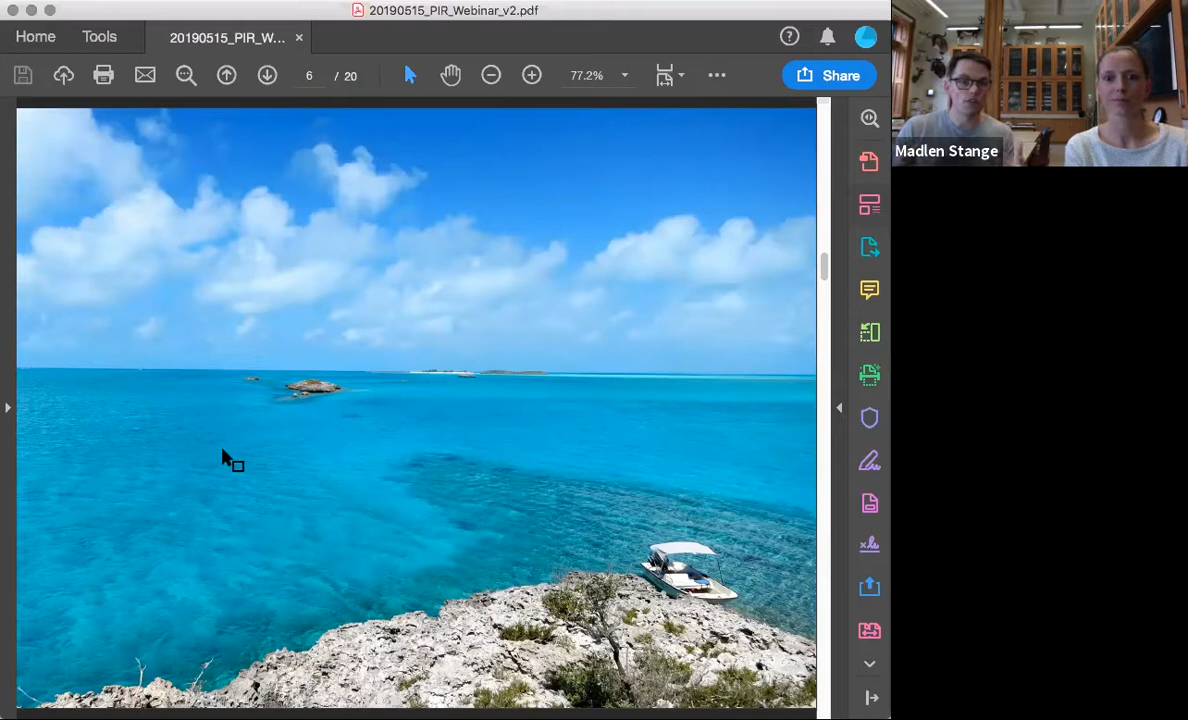 20190515_PIR_Webinar_v2.pdf
Home
Tools
20190515_PIR_W...
6 / 20
77.2%
Share
Madlen Stange